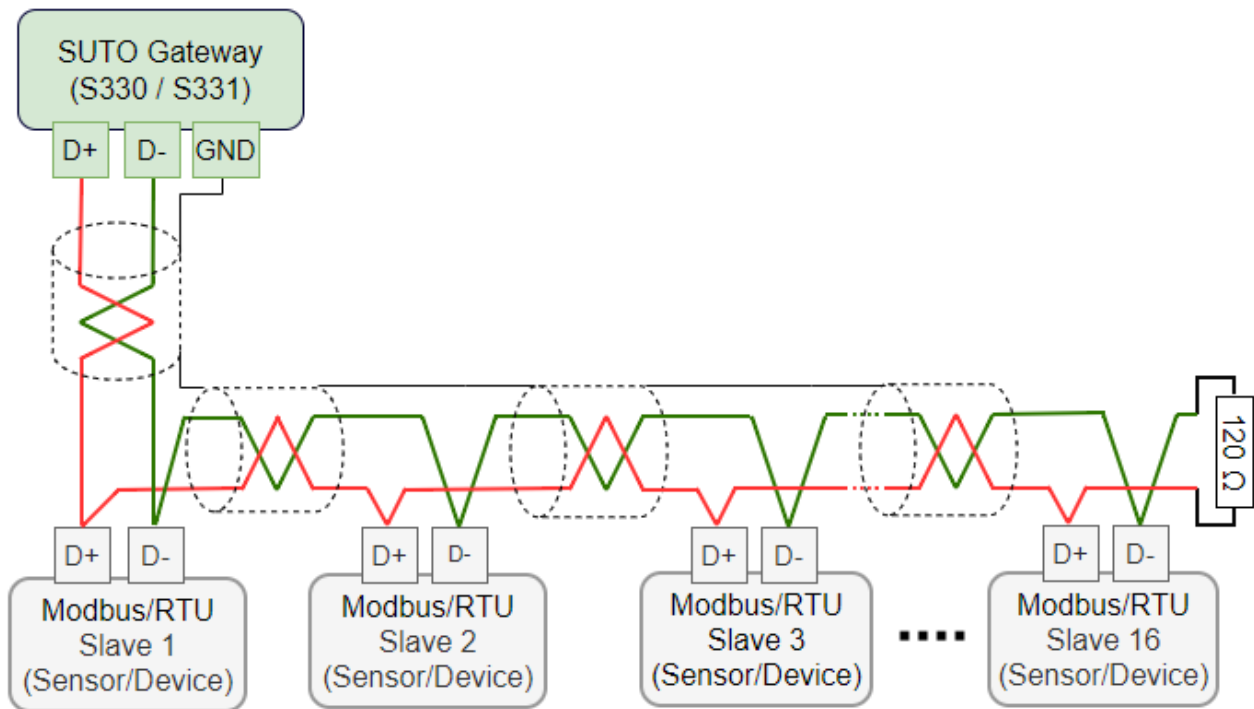 SUTO Gateway
(S330 / S331)
D+ D- GND
120 Ω
D+ D- D+ D- D+ D- D+ D-
Modbus/RTU
Slave 1
(Sensor/Device)
Modbus/RTU
Slave 2
(Sensor/Device)
Modbus/RTU
Slave 3
(Sensor/Device)
Modbus/RTU
Slave 16
(Sensor/Device)